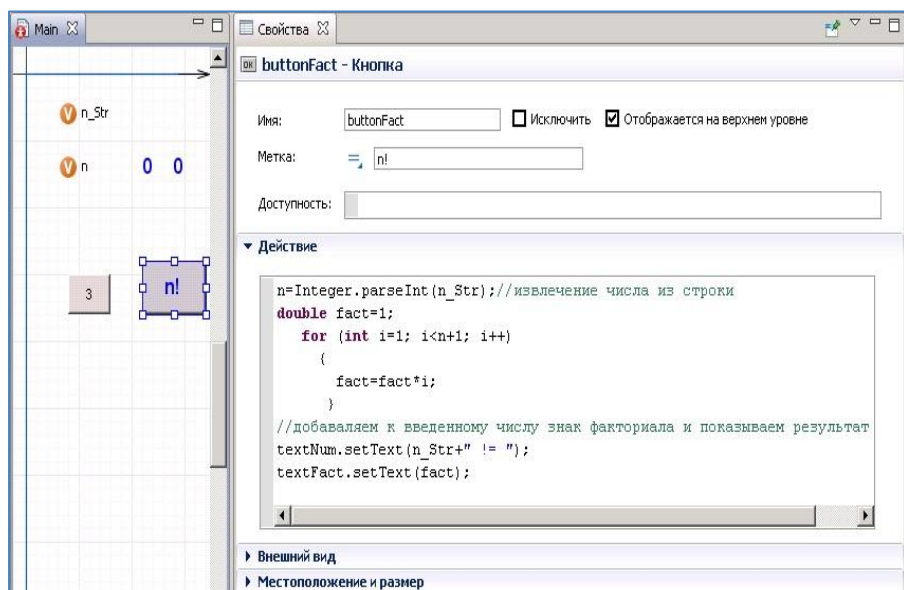 Main
n_Str
n 0 0
3 n!
Свойства
buttonFact - Кнопка
Имя: buttonFact Исключить Отображается на верхнем уровне
Метка: n!
Доступность:
Действие
n=Integer.parseInt(n_Str);//извлечение числа из строки
double fact=1;
for (int i=1; i<n+1; i++)
{
fact=fact*i;
}
//добаваляем к введенному числу знак факториала и показываем результат
textNum.setText(n_Str+" != ");
textFact.setText(fact);
Внешний вид
Местоположение и размер